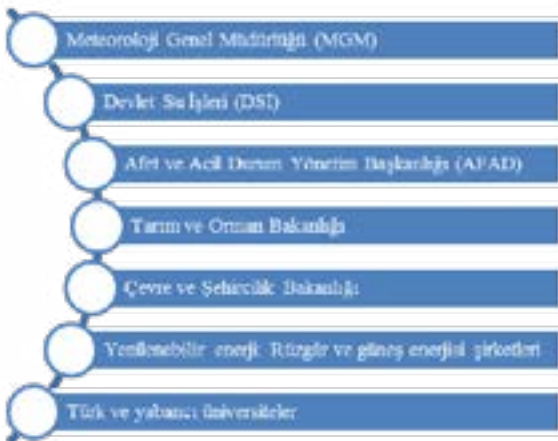 Meteoroloji Genel Müdürlüğü (MGM)
Devlet Su İşleri (DSİ)
Afet ve Acil Durum Yönetim Başkanlığı (AFAD)
Tarım ve Orman Bakanlığı
Çevre ve Şehircilik Bakanlığı
Yenilenebilir enerji: Rüzgâr ve güneş enerjisi şirketleri
Türk ve yabancı üniversiteler